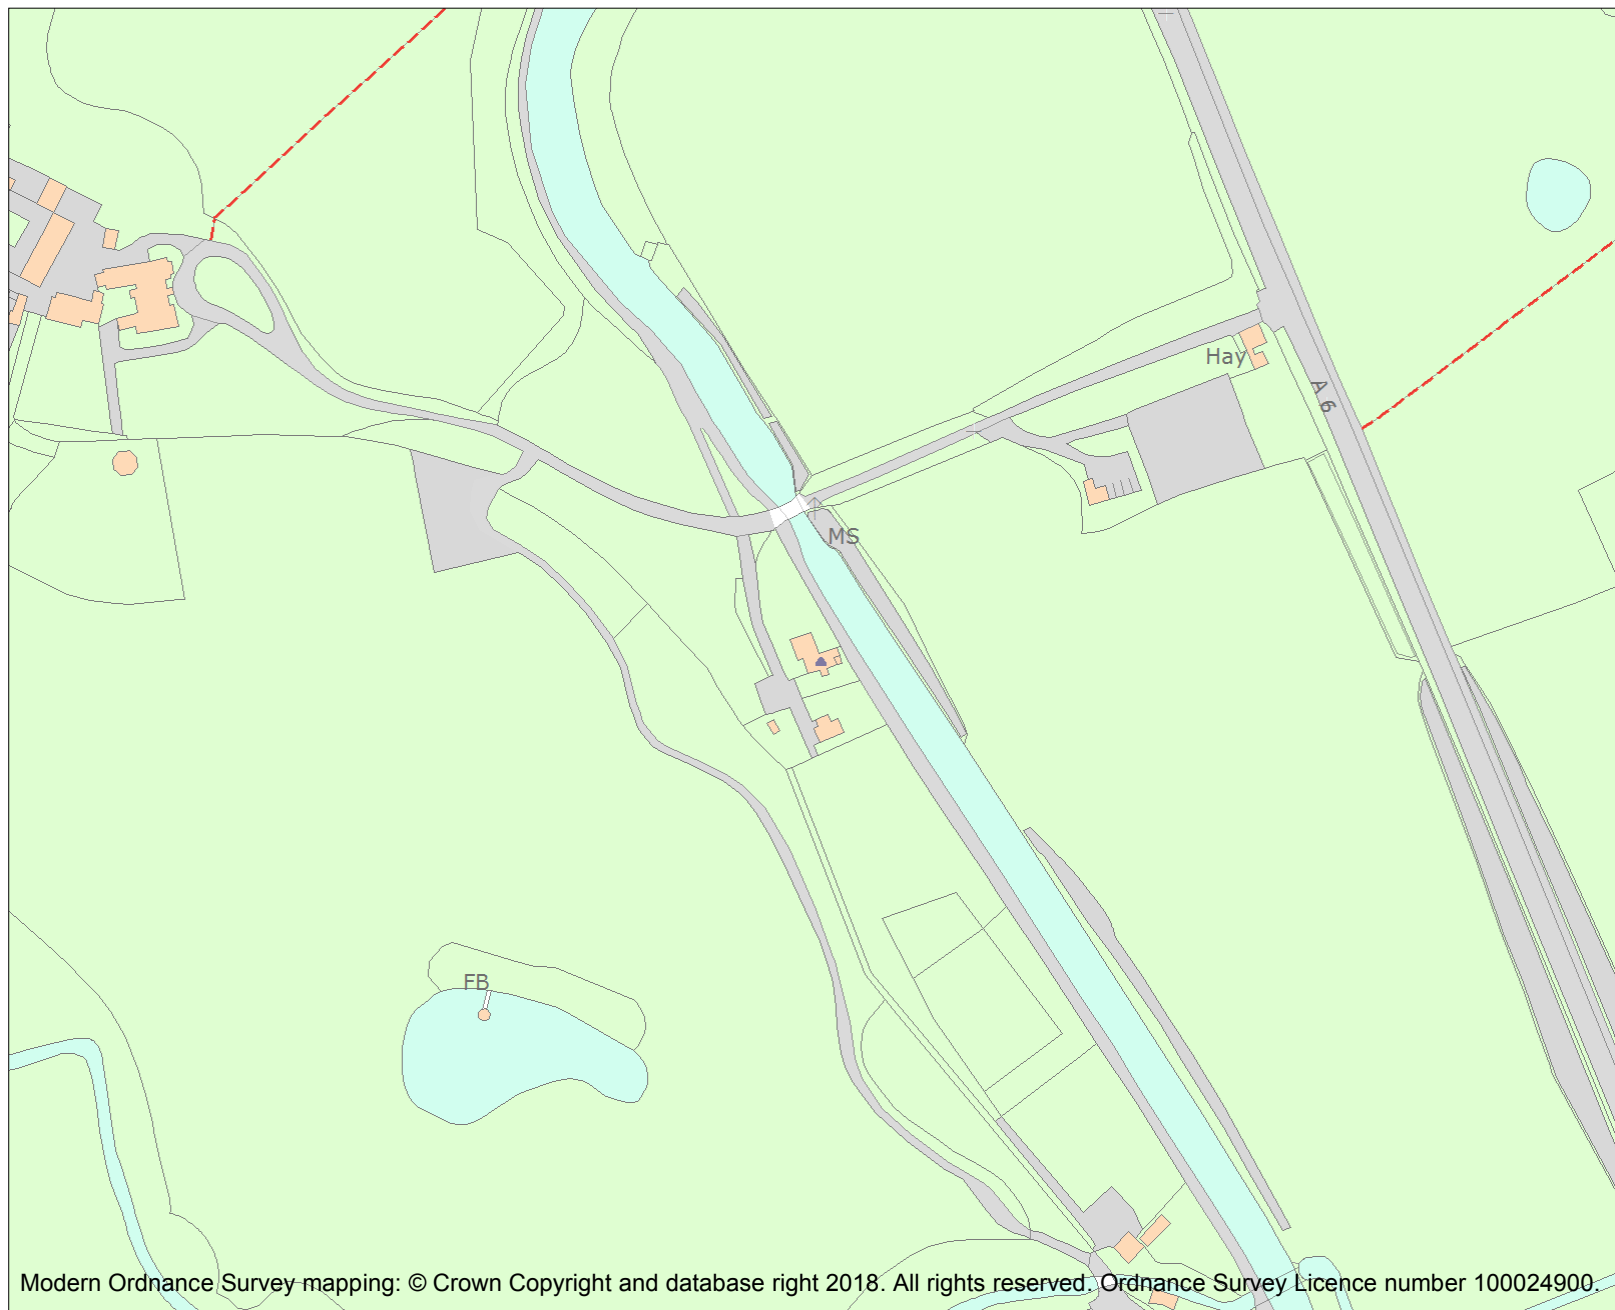 Hay
A 6
MS
FB
Modern Ordnance Survey mapping: © Crown Copyright and database right 2018. All rights reserved. Ordnance Survey Licence number 100024900.